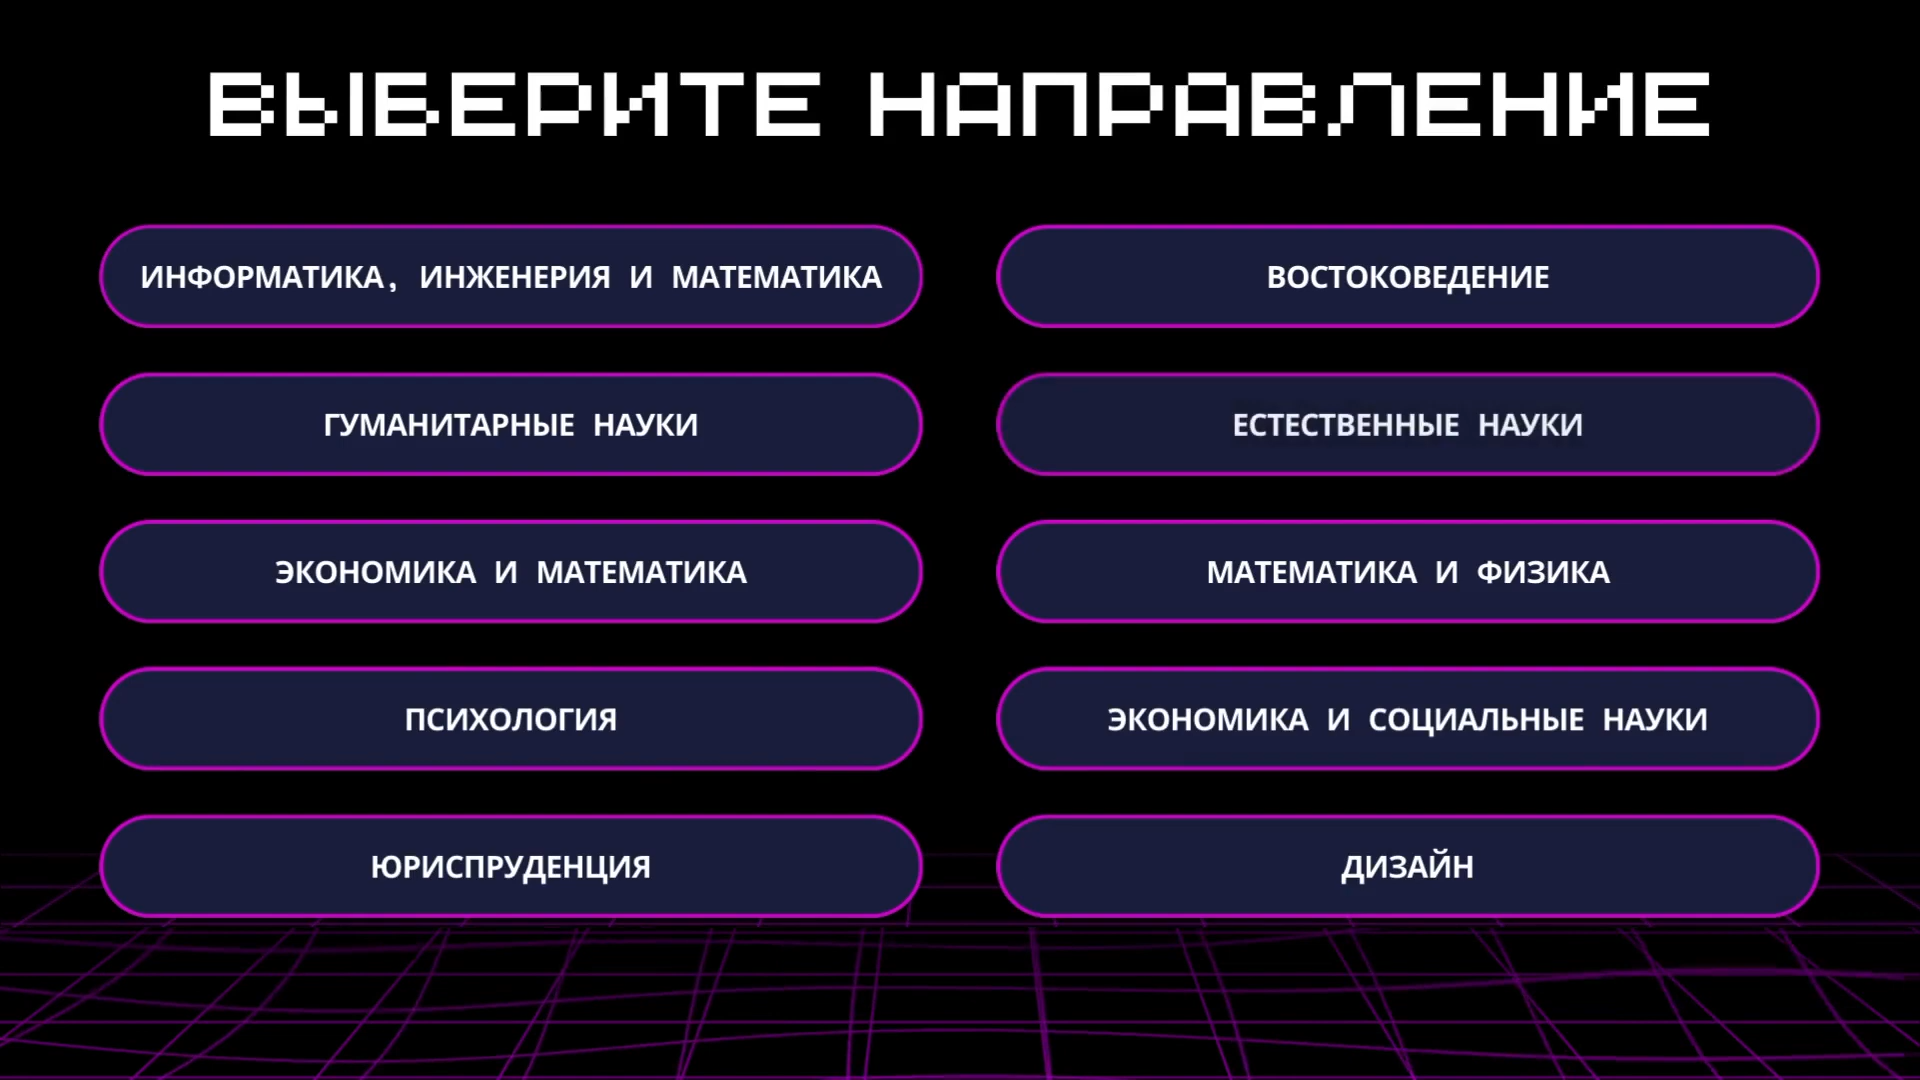 ВЫБЕРИТЕ НАПРАВЛЕНИЕ
ИНФОРМАТИКА, ИНЖЕНЕРИЯ И МАТЕМАТИКА
ВОСТОКОВЕДЕНИЕ
ГУМАНИТАРНЫЕ НАУКИ
ЕСТЕСТВЕННЫЕ НАУКИ
ЭКОНОМИКА И МАТЕМАТИКА
МАТЕМАТИКА И ФИЗИКА
ПСИХОЛОГИЯ
ЭКОНОМИКА И СОЦИАЛЬНЫЕ НАУКИ
ЮРИСПРУДЕНЦИЯ
ДИЗАЙН